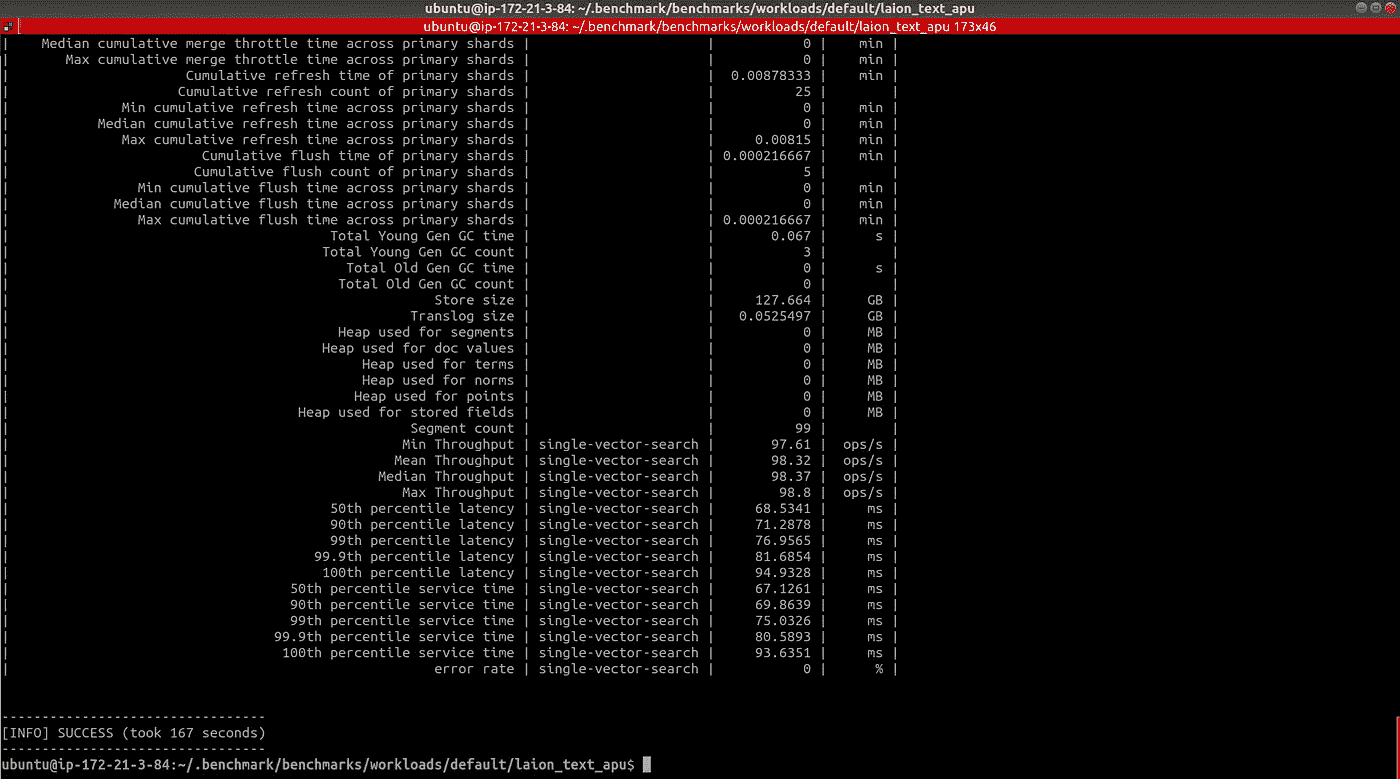 ubuntu@ip-172-21-3-84: ~/.benchmark/benchmarks/workloads/default/laion_text_apu
ubuntu@ip-172-21-3-84: ~/.benchmark/benchmarks/workloads/default/laion_text_apu 173x46
| Median cumulative merge throttle time across primary shards | | 0 | min |
| Max cumulative merge throttle time across primary shards | | 0 | min |
| Cumulative refresh time of primary shards | | 0.00878333 | min |
| Cumulative refresh count of primary shards | | 25 | |
| Min cumulative refresh time across primary shards | | 0 | min |
| Median cumulative refresh time across primary shards | | 0 | min |
| Max cumulative refresh time across primary shards | | 0.00815 | min |
| Cumulative flush time of primary shards | | 0.000216667 | min |
| Cumulative flush count of primary shards | | 5 | |
| Min cumulative flush time across primary shards | | 0 | min |
| Median cumulative flush time across primary shards | | 0 | min |
| Max cumulative flush time across primary shards | | 0.000216667 | min |
| Total Young Gen GC time | | 0.067 | s |
| Total Young Gen GC count | | 3 | |
| Total Old Gen GC time | | 0 | s |
| Total Old Gen GC count | | 0 | |
| Store size | | 127.664 | GB |
| Translog size | | 0.0525497 | GB |
| Heap used for segments | | 0 | MB |
| Heap used for doc values | | 0 | MB |
| Heap used for terms | | 0 | MB |
| Heap used for norms | | 0 | MB |
| Heap used for points | | 0 | MB |
| Heap used for stored fields | | 0 | MB |
| Segment count | | 99 | |
| Min Throughput | single-vector-search | 97.61 | ops/s |
| Mean Throughput | single-vector-search | 98.32 | ops/s |
| Median Throughput | single-vector-search | 98.37 | ops/s |
| Max Throughput | single-vector-search | 98.8 | ops/s |
| 50th percentile latency | single-vector-search | 68.5341 | ms |
| 90th percentile latency | single-vector-search | 71.2878 | ms |
| 99th percentile latency | single-vector-search | 76.9565 | ms |
| 99.9th percentile latency | single-vector-search | 81.6854 | ms |
| 100th percentile latency | single-vector-search | 94.9328 | ms |
| 50th percentile service time | single-vector-search | 67.1261 | ms |
| 90th percentile service time | single-vector-search | 69.8639 | ms |
| 99th percentile service time | single-vector-search | 75.0326 | ms |
| 99.9th percentile service time | single-vector-search | 80.5893 | ms |
| 100th percentile service time | single-vector-search | 93.6351 | ms |
| error rate | single-vector-search | 0 | % |
---------------------------------
[INFO] SUCCESS (took 167 seconds)
---------------------------------
ubuntu@ip-172-21-3-84:~/.benchmark/benchmarks/workloads/default/laion_text_apu$